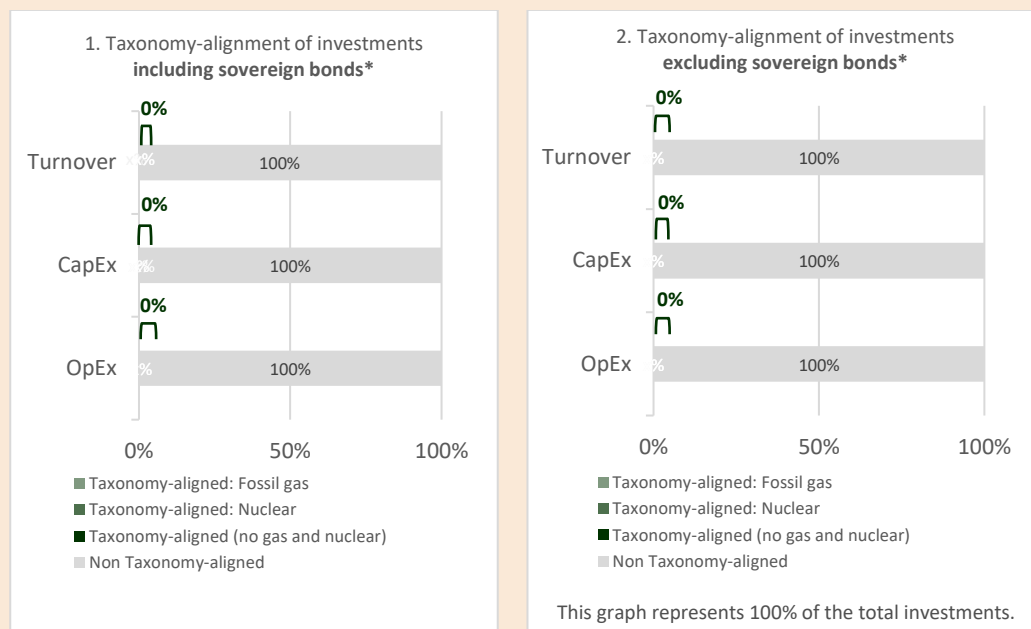 1. Taxonomy-alignment of investments
including sovereign bonds*
0%
Turnover
100%
0%
CapEx
100%
0%
OpEx
100%
0%
50%
100%
Taxonomy-aligned: Fossil gas
Taxonomy-aligned: Nuclear
Taxonomy-aligned (no gas and nuclear)
Non Taxonomy-aligned
2. Taxonomy-alignment of investments
excluding sovereign bonds*
0%
Turnover
%
100%
0%
CapEx
%
100%
0%
OpEx
%
100%
0%
50%
100%
Taxonomy-aligned: Fossil gas
Taxonomy-aligned: Nuclear
Taxonomy-aligned (no gas and nuclear)
Non Taxonomy-aligned
This graph represents 100% of the total investments.